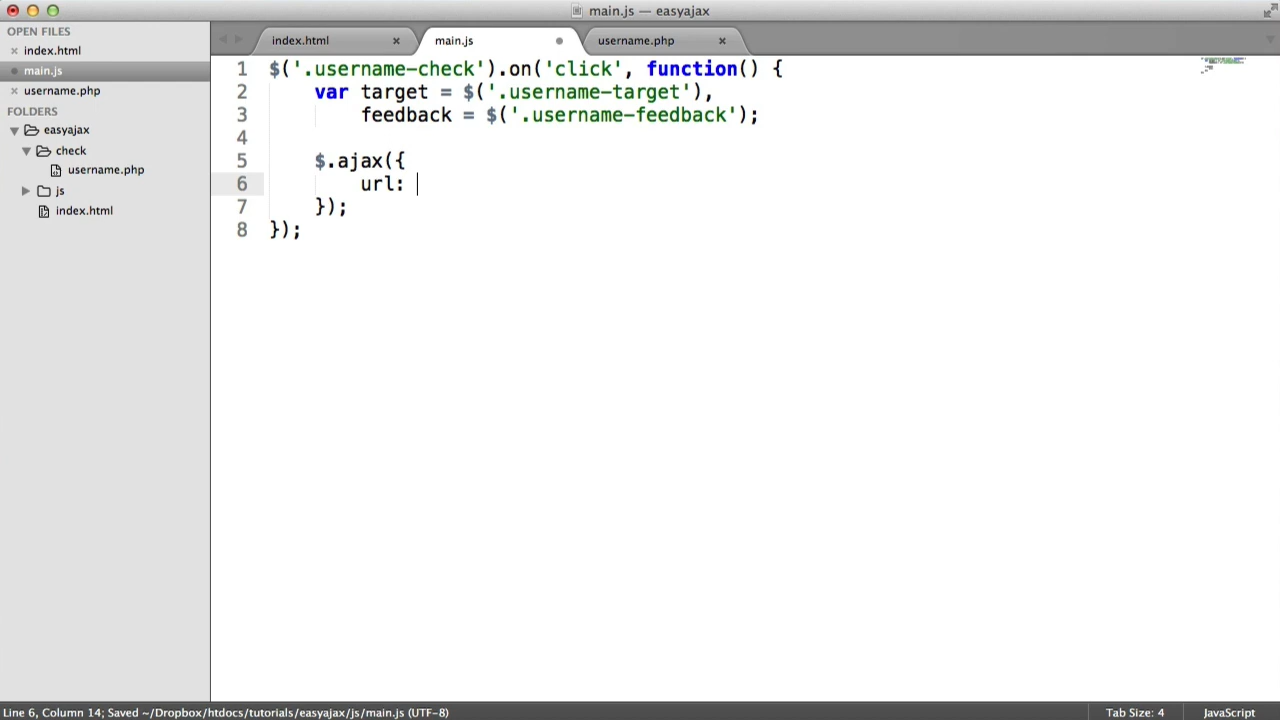 main.js — easyajax
OPEN FILES
× index.html
main.js
× username.php
FOLDERS
easyajax
check
username.php
js
index.html
index.html ×
main.js
username.php ×
1 $('.username-check').on('click', function() {
2     var target = $('.username-target'),
3         feedback = $('.username-feedback');
4
5     $.ajax({
6         url: 
7     });
8 });
Line 6, Column 14; Saved ~/Dropbox/htdocs/tutorials/easyajax/js/main.js (UTF-8)
Tab Size: 4
JavaScript